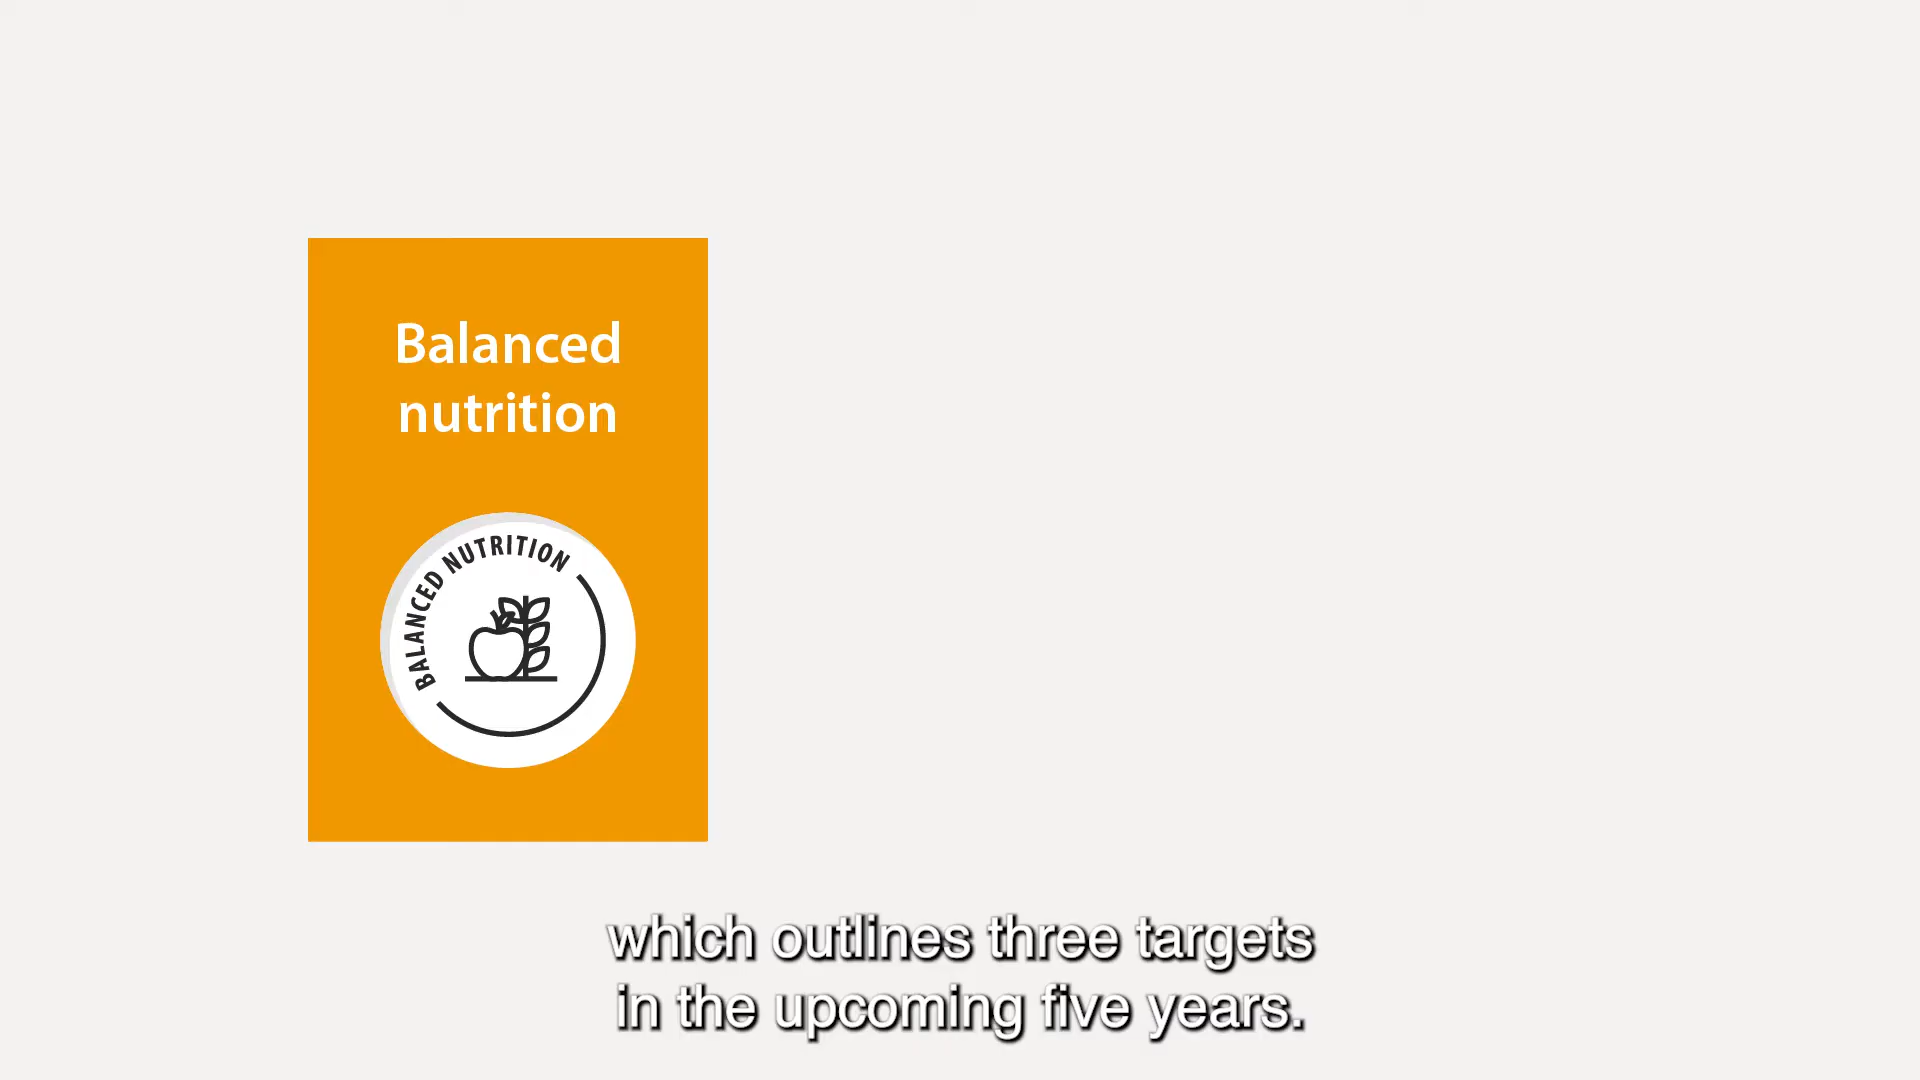 Balanced
nutrition
BALANCED NUTRITION
which outlines three targets
in the upcoming five years.